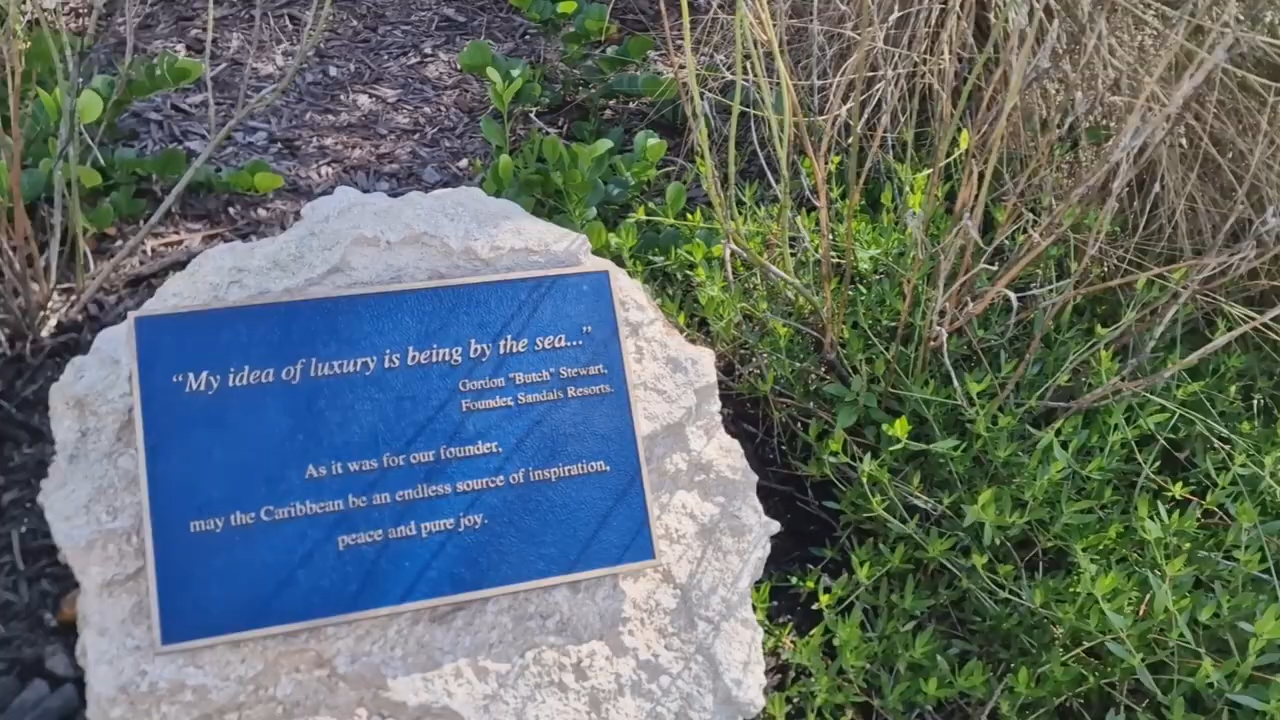 “My idea of luxury is being by the sea...”
Gordon "Butch" Stewart,
Founder, Sandals Resorts.
As it was for our founder,
may the Caribbean be an endless source of inspiration,
peace and pure joy.